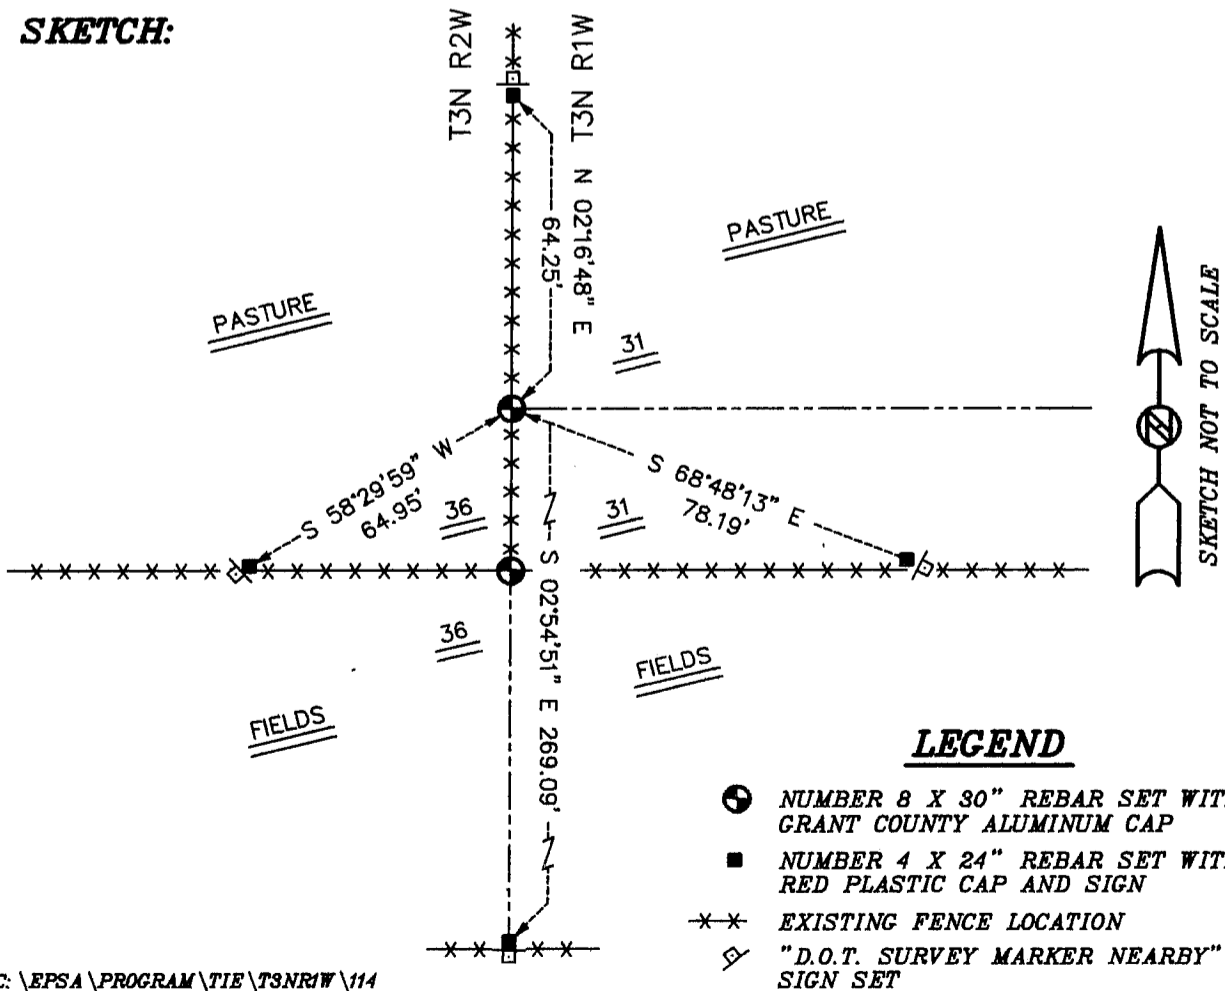 SKETCH:
T3N R2W
T3N R1W
N 02°16'48" E
64.25'
PASTURE
PASTURE
31
SKETCH NOT TO SCALE
N
S 58°29'59" W
64.95'
36
S 68°48'13" E
78.19'
31
S 02°54'51" E 269.09'
36
FIELDS
FIELDS
LEGEND
NUMBER 8 X 30" REBAR SET WITH
GRANT COUNTY ALUMINUM CAP
NUMBER 4 X 24" REBAR SET WITH
RED PLASTIC CAP AND SIGN
EXISTING FENCE LOCATION
"D.O.T. SURVEY MARKER NEARBY"
SIGN SET
C: \EPSA\PROGRAM\TIE\T3NR1W\114